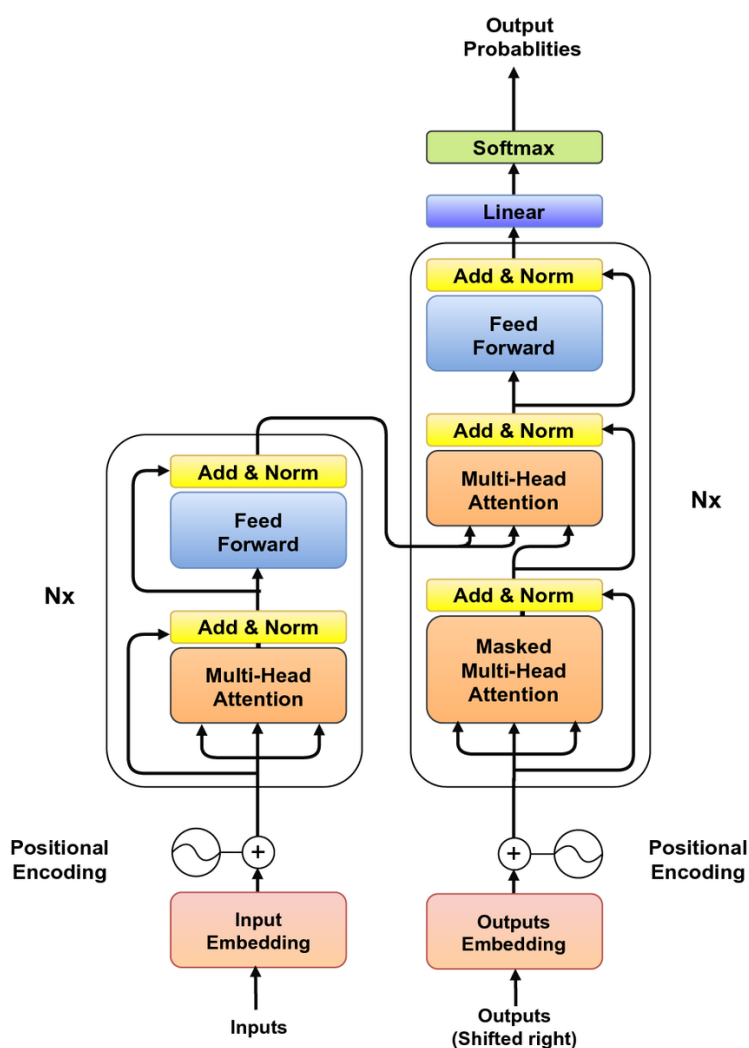 Output
Probablities
Softmax
Linear
Add & Norm
Feed
Forward
Add & Norm
Multi-Head
Attention
Add & Norm
Masked
Multi-Head
Attention
Nx
Add & Norm
Feed
Forward
Add & Norm
Multi-Head
Attention
Nx
Positional
Encoding
Positional
Encoding
Input
Embedding
Outputs
Embedding
Inputs
Outputs
(Shifted right)